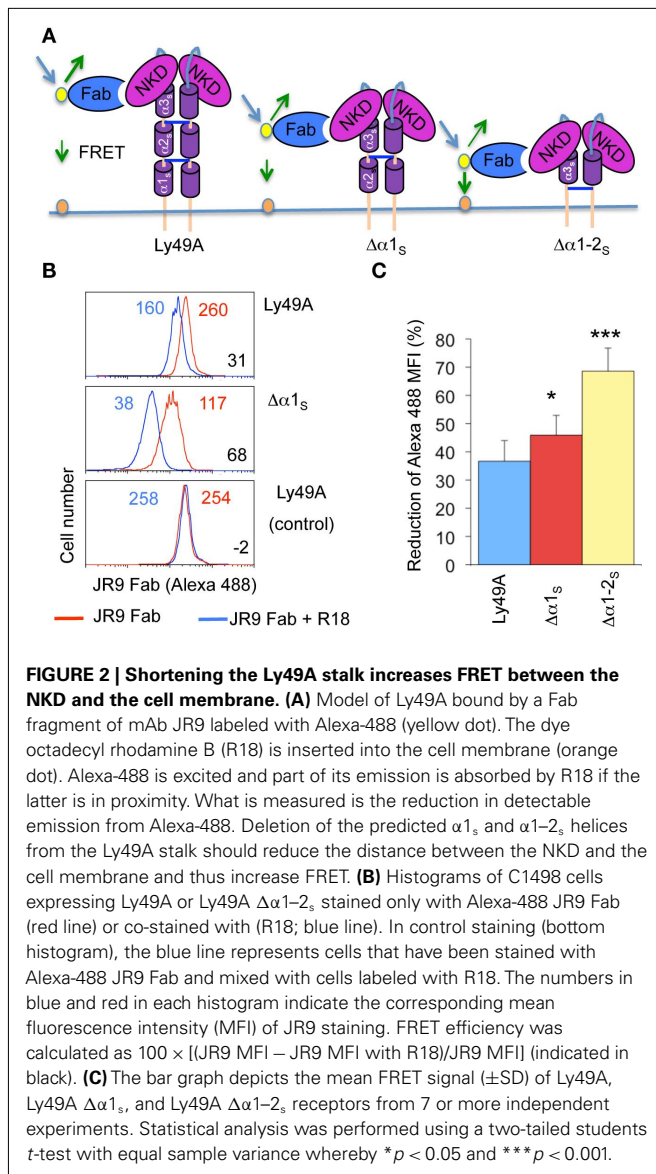 A
Fab
NKD
NKD
α3s
α2s
α1s
FRET
Ly49A
Fab
NKD
NKD
α3s
α2s
Δα1s
Fab
NKD
NKD
α3s
Δα1-2s
B
160
260
Ly49A
31
38
117
Δα1s
68
258
254
Ly49A
(control)
-2
Cell number
JR9 Fab (Alexa 488)
JR9 Fab
JR9 Fab + R18
C
Reduction of Alexa 488 MFI (%)
80
70
60
50
40
30
20
10
0
*
***
Ly49A
Δα1s
Δα1-2s
FIGURE 2 | Shortening the Ly49A stalk increases FRET between the
NKD and the cell membrane. (A) Model of Ly49A bound by a Fab
fragment of mAb JR9 labeled with Alexa-488 (yellow dot). The dye
octadecyl rhodamine B (R18) is inserted into the cell membrane (orange
dot). Alexa-488 is excited and part of its emission is absorbed by R18 if the
latter is in proximity. What is measured is the reduction in detectable
emission from Alexa-488. Deletion of the predicted α1s and α1–2s helices
from the Ly49A stalk should reduce the distance between the NKD and the
cell membrane and thus increase FRET. (B) Histograms of C1498 cells
expressing Ly49A or Ly49A Δα1–2s stained only with Alexa-488 JR9 Fab
(red line) or co-stained with (R18; blue line). In control staining (bottom
histogram), the blue line represents cells that have been stained with
Alexa-488 JR9 Fab and mixed with cells labeled with R18. The numbers in
blue and red in each histogram indicate the corresponding mean
fluorescence intensity (MFI) of JR9 staining. FRET efficiency was
calculated as 100 × [(JR9 MFI – JR9 MFI with R18)/JR9 MFI] (indicated in
black). (C) The bar graph depicts the mean FRET signal (±SD) of Ly49A,
Ly49A Δα1s, and Ly49A Δα1–2s receptors from 7 or more independent
experiments. Statistical analysis was performed using a two-tailed students
t-test with equal sample variance whereby *p < 0.05 and ***p < 0.001.